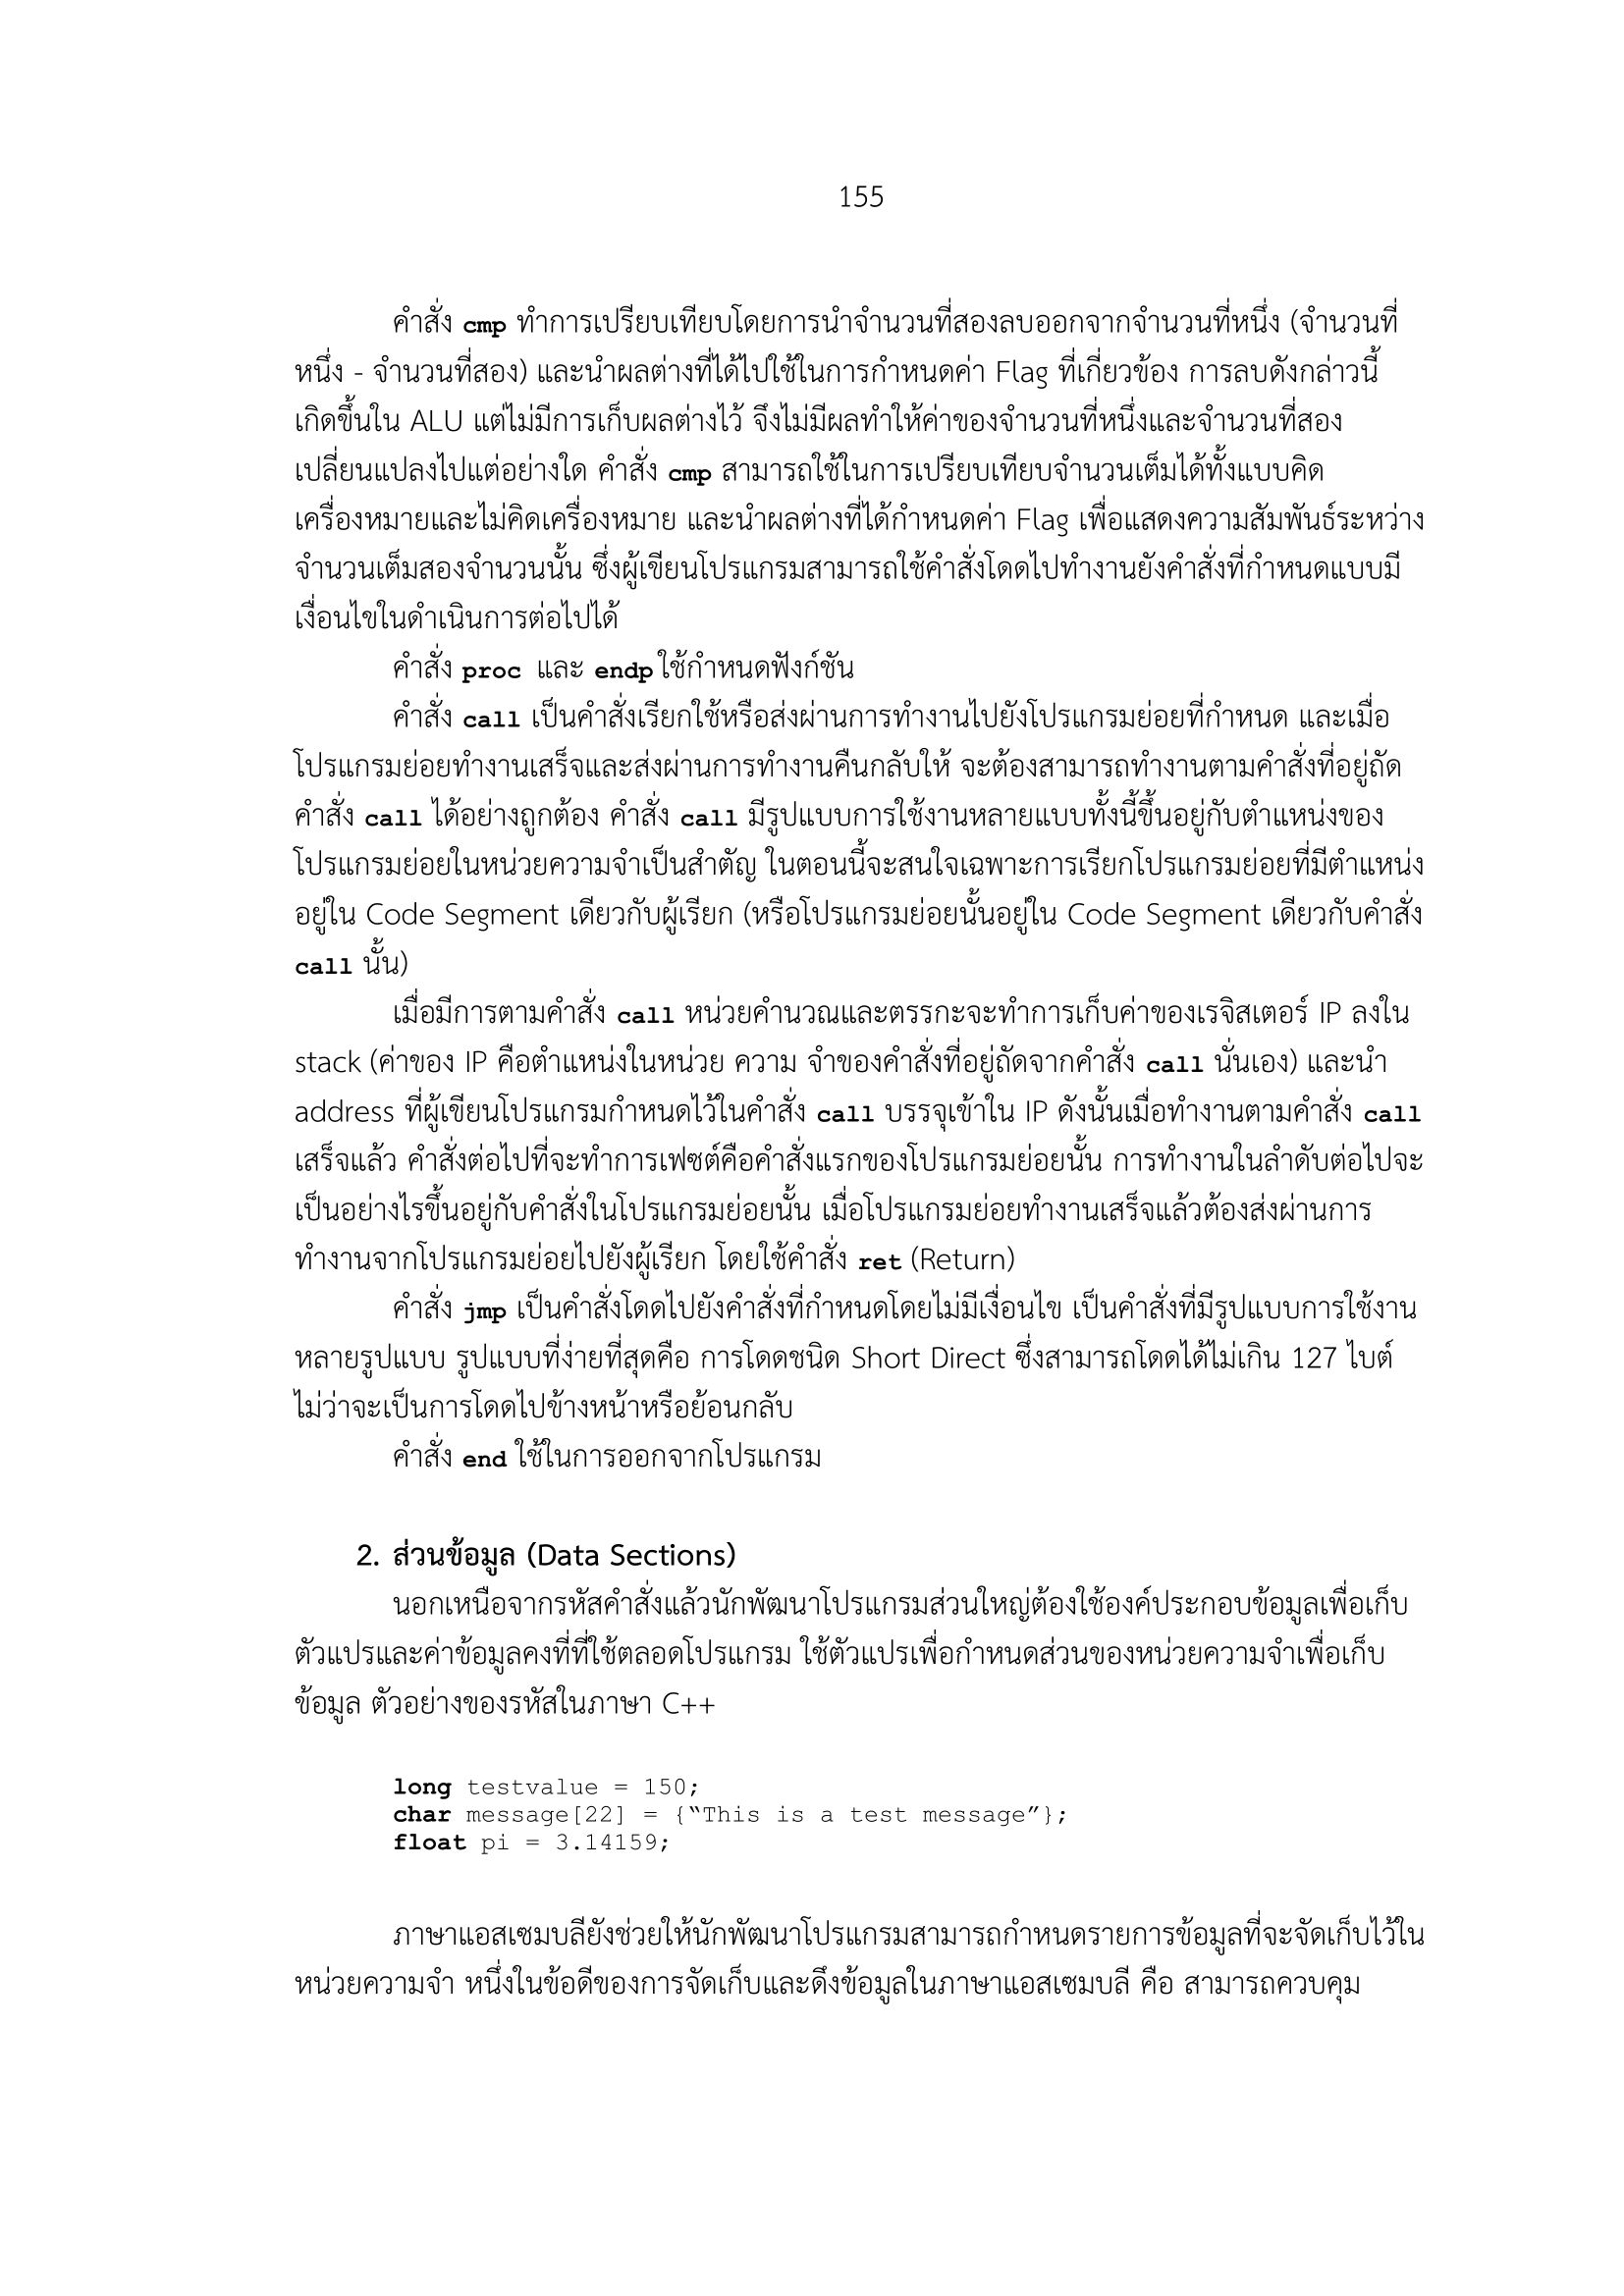 155
คำสั่ง cmp ทำการเปรียบเทียบโดยการนำจำนวนที่สองลบออกจากจำนวนที่หนึ่ง (จำนวนที่
หนึ่ง - จำนวนที่สอง) และนำผลต่างที่ได้ไปใช้ในการกำหนดค่า Flag ที่เกี่ยวข้อง การลบดังกล่าวนี้
เกิดขึ้นใน ALU แต่ไม่มีการเก็บผลต่างไว้ จึงไม่มีผลทำให้ค่าของจำนวนที่หนึ่งและจำนวนที่สอง
เปลี่ยนแปลงไปแต่อย่างใด คำสั่ง cmp สามารถใช้ในการเปรียบเทียบจำนวนเต็มได้ทั้งแบบคิด
เครื่องหมายและไม่คิดเครื่องหมาย และนำผลต่างที่ได้กำหนดค่า Flag เพื่อแสดงความสัมพันธ์ระหว่าง
จำนวนเต็มสองจำนวนนั้น ซึ่งผู้เขียนโปรแกรมสามารถใช้คำสั่งโดดไปทำงานยังคำสั่งที่กำหนดแบบมี
เงื่อนไขในดำเนินการต่อไปได้
คำสั่ง proc และ endp ใช้กำหนดฟังก์ชัน
คำสั่ง call เป็นคำสั่งเรียกใช้หรือส่งผ่านการทำงานไปยังโปรแกรมย่อยที่กำหนด และเมื่อ
โปรแกรมย่อยทำงานเสร็จและส่งผ่านการทำงานคืนกลับให้ จะต้องสามารถทำงานตามคำสั่งที่อยู่ถัด
คำสั่ง call ได้อย่างถูกต้อง คำสั่ง call มีรูปแบบการใช้งานหลายแบบทั้งนี้ขึ้นอยู่กับตำแหน่งของ
โปรแกรมย่อยในหน่วยความจำเป็นสำคัญ ในตอนนี้จะสนใจเฉพาะการเรียกโปรแกรมย่อยที่มีตำแหน่ง
อยู่ใน Code Segment เดียวกับผู้เรียก (หรือโปรแกรมย่อยนั้นอยู่ใน Code Segment เดียวกับคำสั่ง
call นั้น)
เมื่อมีการตามคำสั่ง call หน่วยคำนวณและตรรกะจะทำการเก็บค่าของเรจิสเตอร์ IP ลงใน
stack (ค่าของ IP คือตำแหน่งในหน่วย ความ จำของคำสั่งที่อยู่ถัดจากคำสั่ง call นั่นเอง) และนำ
address ที่ผู้เขียนโปรแกรมกำหนดไว้ในคำสั่ง call บรรจุเข้าใน IP ดังนั้นเมื่อทำงานตามคำสั่ง call
เสร็จแล้ว คำสั่งต่อไปที่จะทำการเฟซต์คือคำสั่งแรกของโปรแกรมย่อยนั้น การทำงานในลำดับต่อไปจะ
เป็นอย่างไรขึ้นอยู่กับคำสั่งในโปรแกรมย่อยนั้น เมื่อโปรแกรมย่อยทำงานเสร็จแล้วต้องส่งผ่านการ
ทำงานจากโปรแกรมย่อยไปยังผู้เรียก โดยใช้คำสั่ง ret (Return)
คำสั่ง jmp เป็นคำสั่งโดดไปยังคำสั่งที่กำหนดโดยไม่มีเงื่อนไข เป็นคำสั่งที่มีรูปแบบการใช้งาน
หลายรูปแบบ รูปแบบที่ง่ายที่สุดคือ การโดดชนิด Short Direct ซึ่งสามารถโดดได้ไม่เกิน 127 ไบต์
ไม่ว่าจะเป็นการโดดไปข้างหน้าหรือย้อนกลับ
คำสั่ง end ใช้ในการออกจากโปรแกรม
2. ส่วนข้อมูล (Data Sections)
นอกเหนือจากรหัสคำสั่งแล้วนักพัฒนาโปรแกรมส่วนใหญ่ต้องใช้องค์ประกอบข้อมูลเพื่อเก็บ
ตัวแปรและค่าข้อมูลคงที่ที่ใช้ตลอดโปรแกรม ใช้ตัวแปรเพื่อกำหนดส่วนของหน่วยความจำเพื่อเก็บ
ข้อมูล ตัวอย่างของรหัสในภาษา C++
long testvalue = 150;
char message[22] = {“This is a test message”};
float pi = 3.14159;
ภาษาแอสเซมบลียังช่วยให้นักพัฒนาโปรแกรมสามารถกำหนดรายการข้อมูลที่จะจัดเก็บไว้ใน
หน่วยความจำ หนึ่งในข้อดีของการจัดเก็บและดึงข้อมูลในภาษาแอสเซมบลี คือ สามารถควบคุม